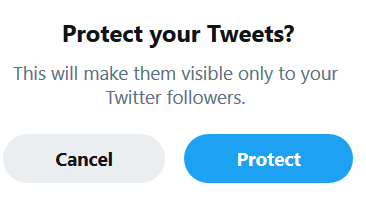 Protect your Tweets?
This will make them visible only to your
Twitter followers.
Cancel
Protect